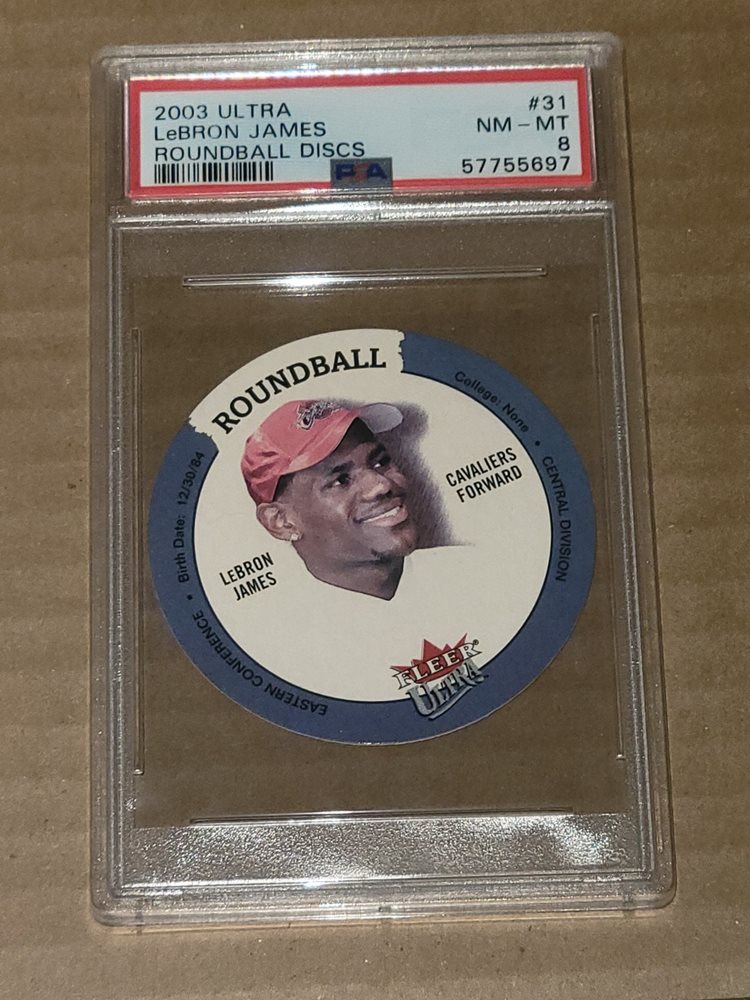 2003 ULTRA
#31
LeBRON JAMES
NM - MT
ROUNDBALL DISCS
8
PSA
57755697
ROUNDBALL
College: None • CENTRAL DIVISION
EASTERN CONFERENCE • Birth Date: 12/30/84
CAVALIERS
FORWARD
LEBRON
JAMES
FLEER®
ULTRA